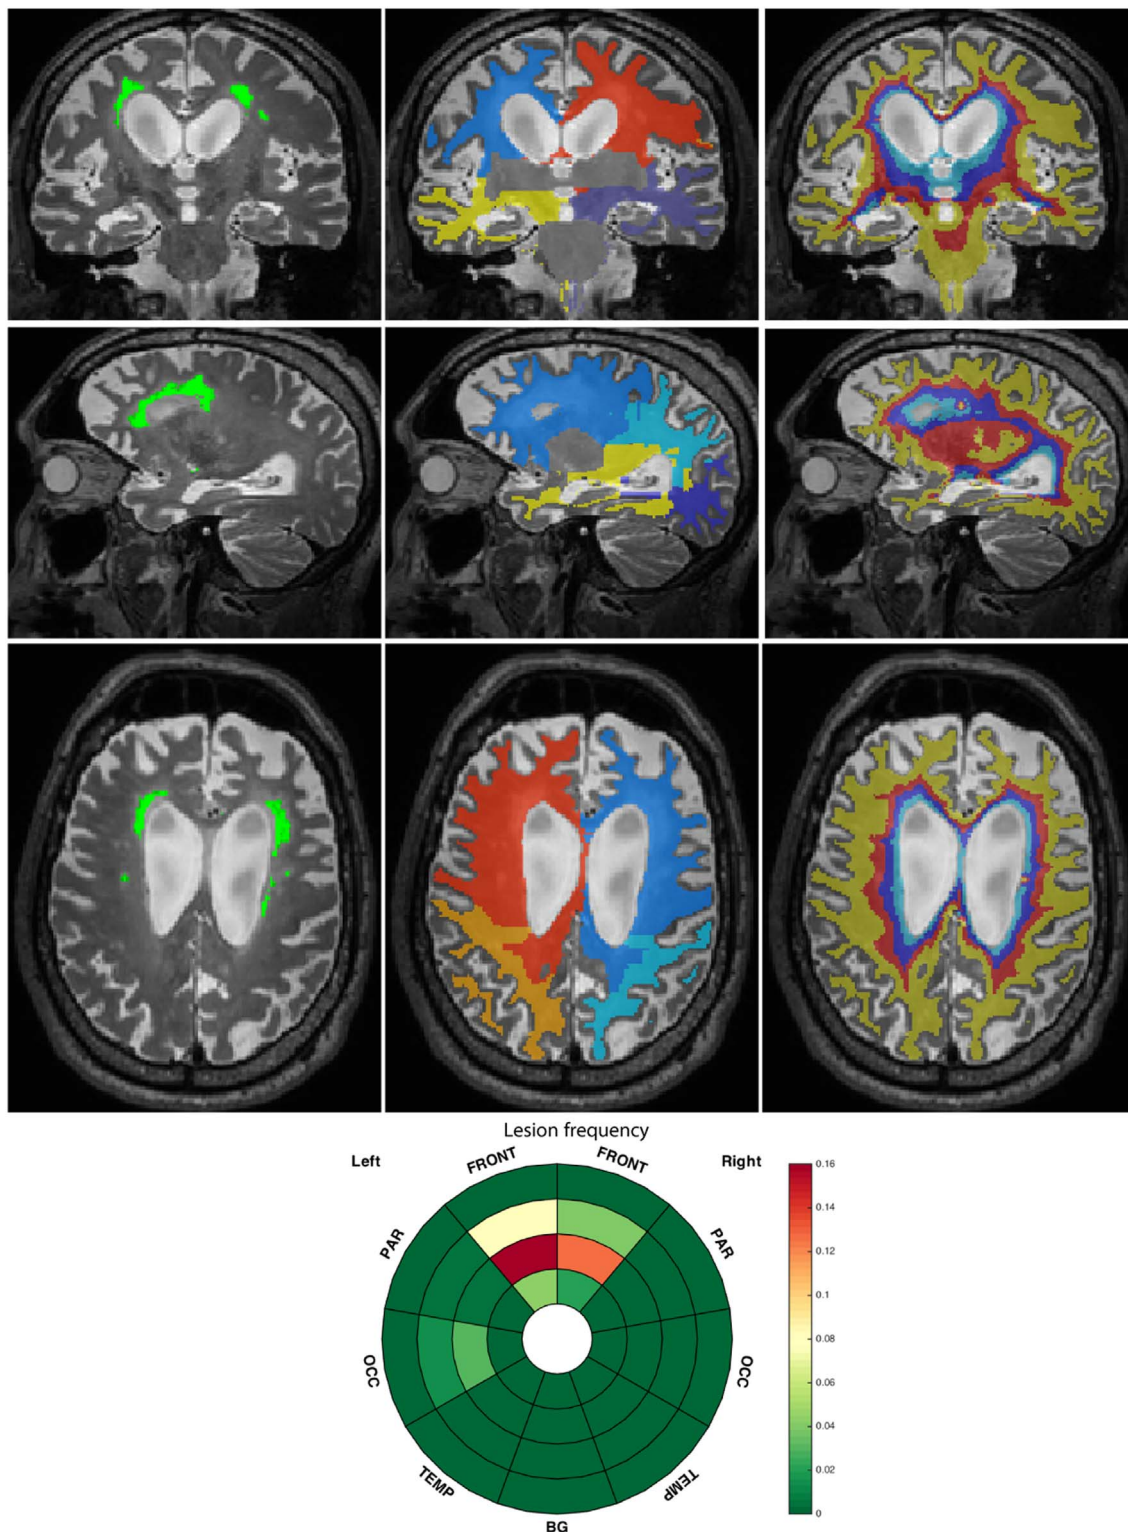 Lesion frequency
Left
FRONT
FRONT
Right
PAR
PAR
OCC
OCC
TEMP
TEMP
BG
0.16
0.14
0.12
0.1
0.08
0.06
0.04
0.02
0